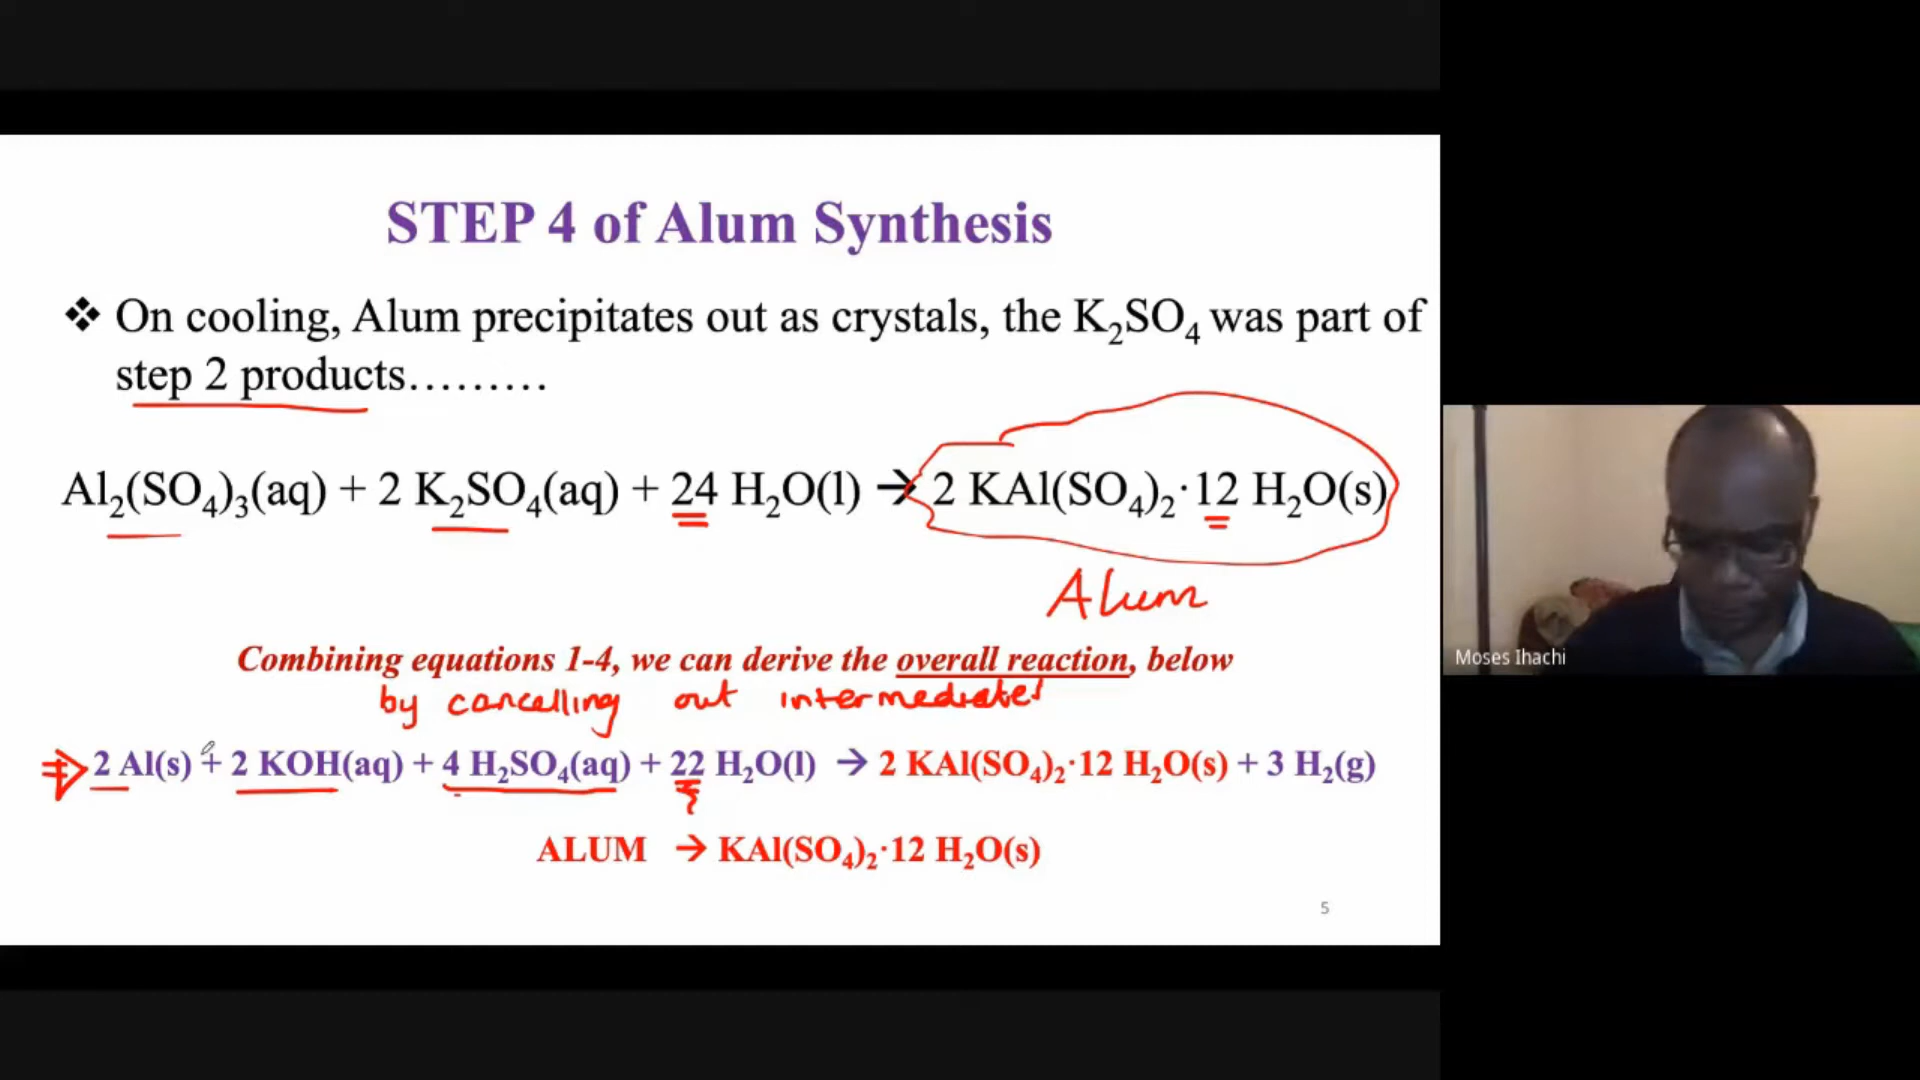 STEP 4 of Alum Synthesis
❖ On cooling, Alum precipitates out as crystals, the K₂SO₄ was part of
step 2 products………
Al₂(SO₄)₃(aq) + 2 K₂SO₄(aq) + 24 H₂O(l) → 2 KAl(SO₄)₂·12 H₂O(s)
Alum
Combining equations 1-4, we can derive the overall reaction, below
by cancelling out intermediates
⇒ 2 Al(s) + 2 KOH(aq) + 4 H₂SO₄(aq) + 22 H₂O(l) → 2 KAl(SO₄)₂·12 H₂O(s) + 3 H₂(g)
ALUM → KAl(SO₄)₂·12 H₂O(s)
5
Moses Ihachi